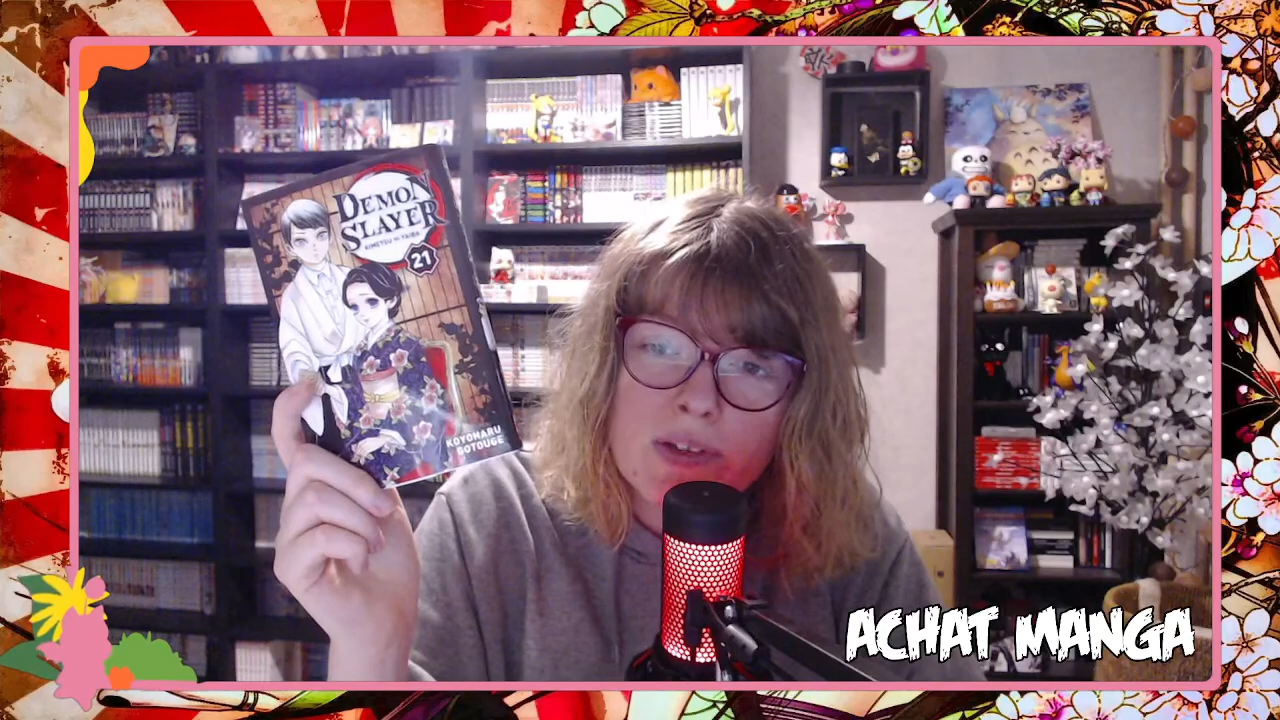 DEMON
SLAYER
KIMETSU NO YAIBA
21
KOYOHARU
GOTOUGE
ACHAT MANGA